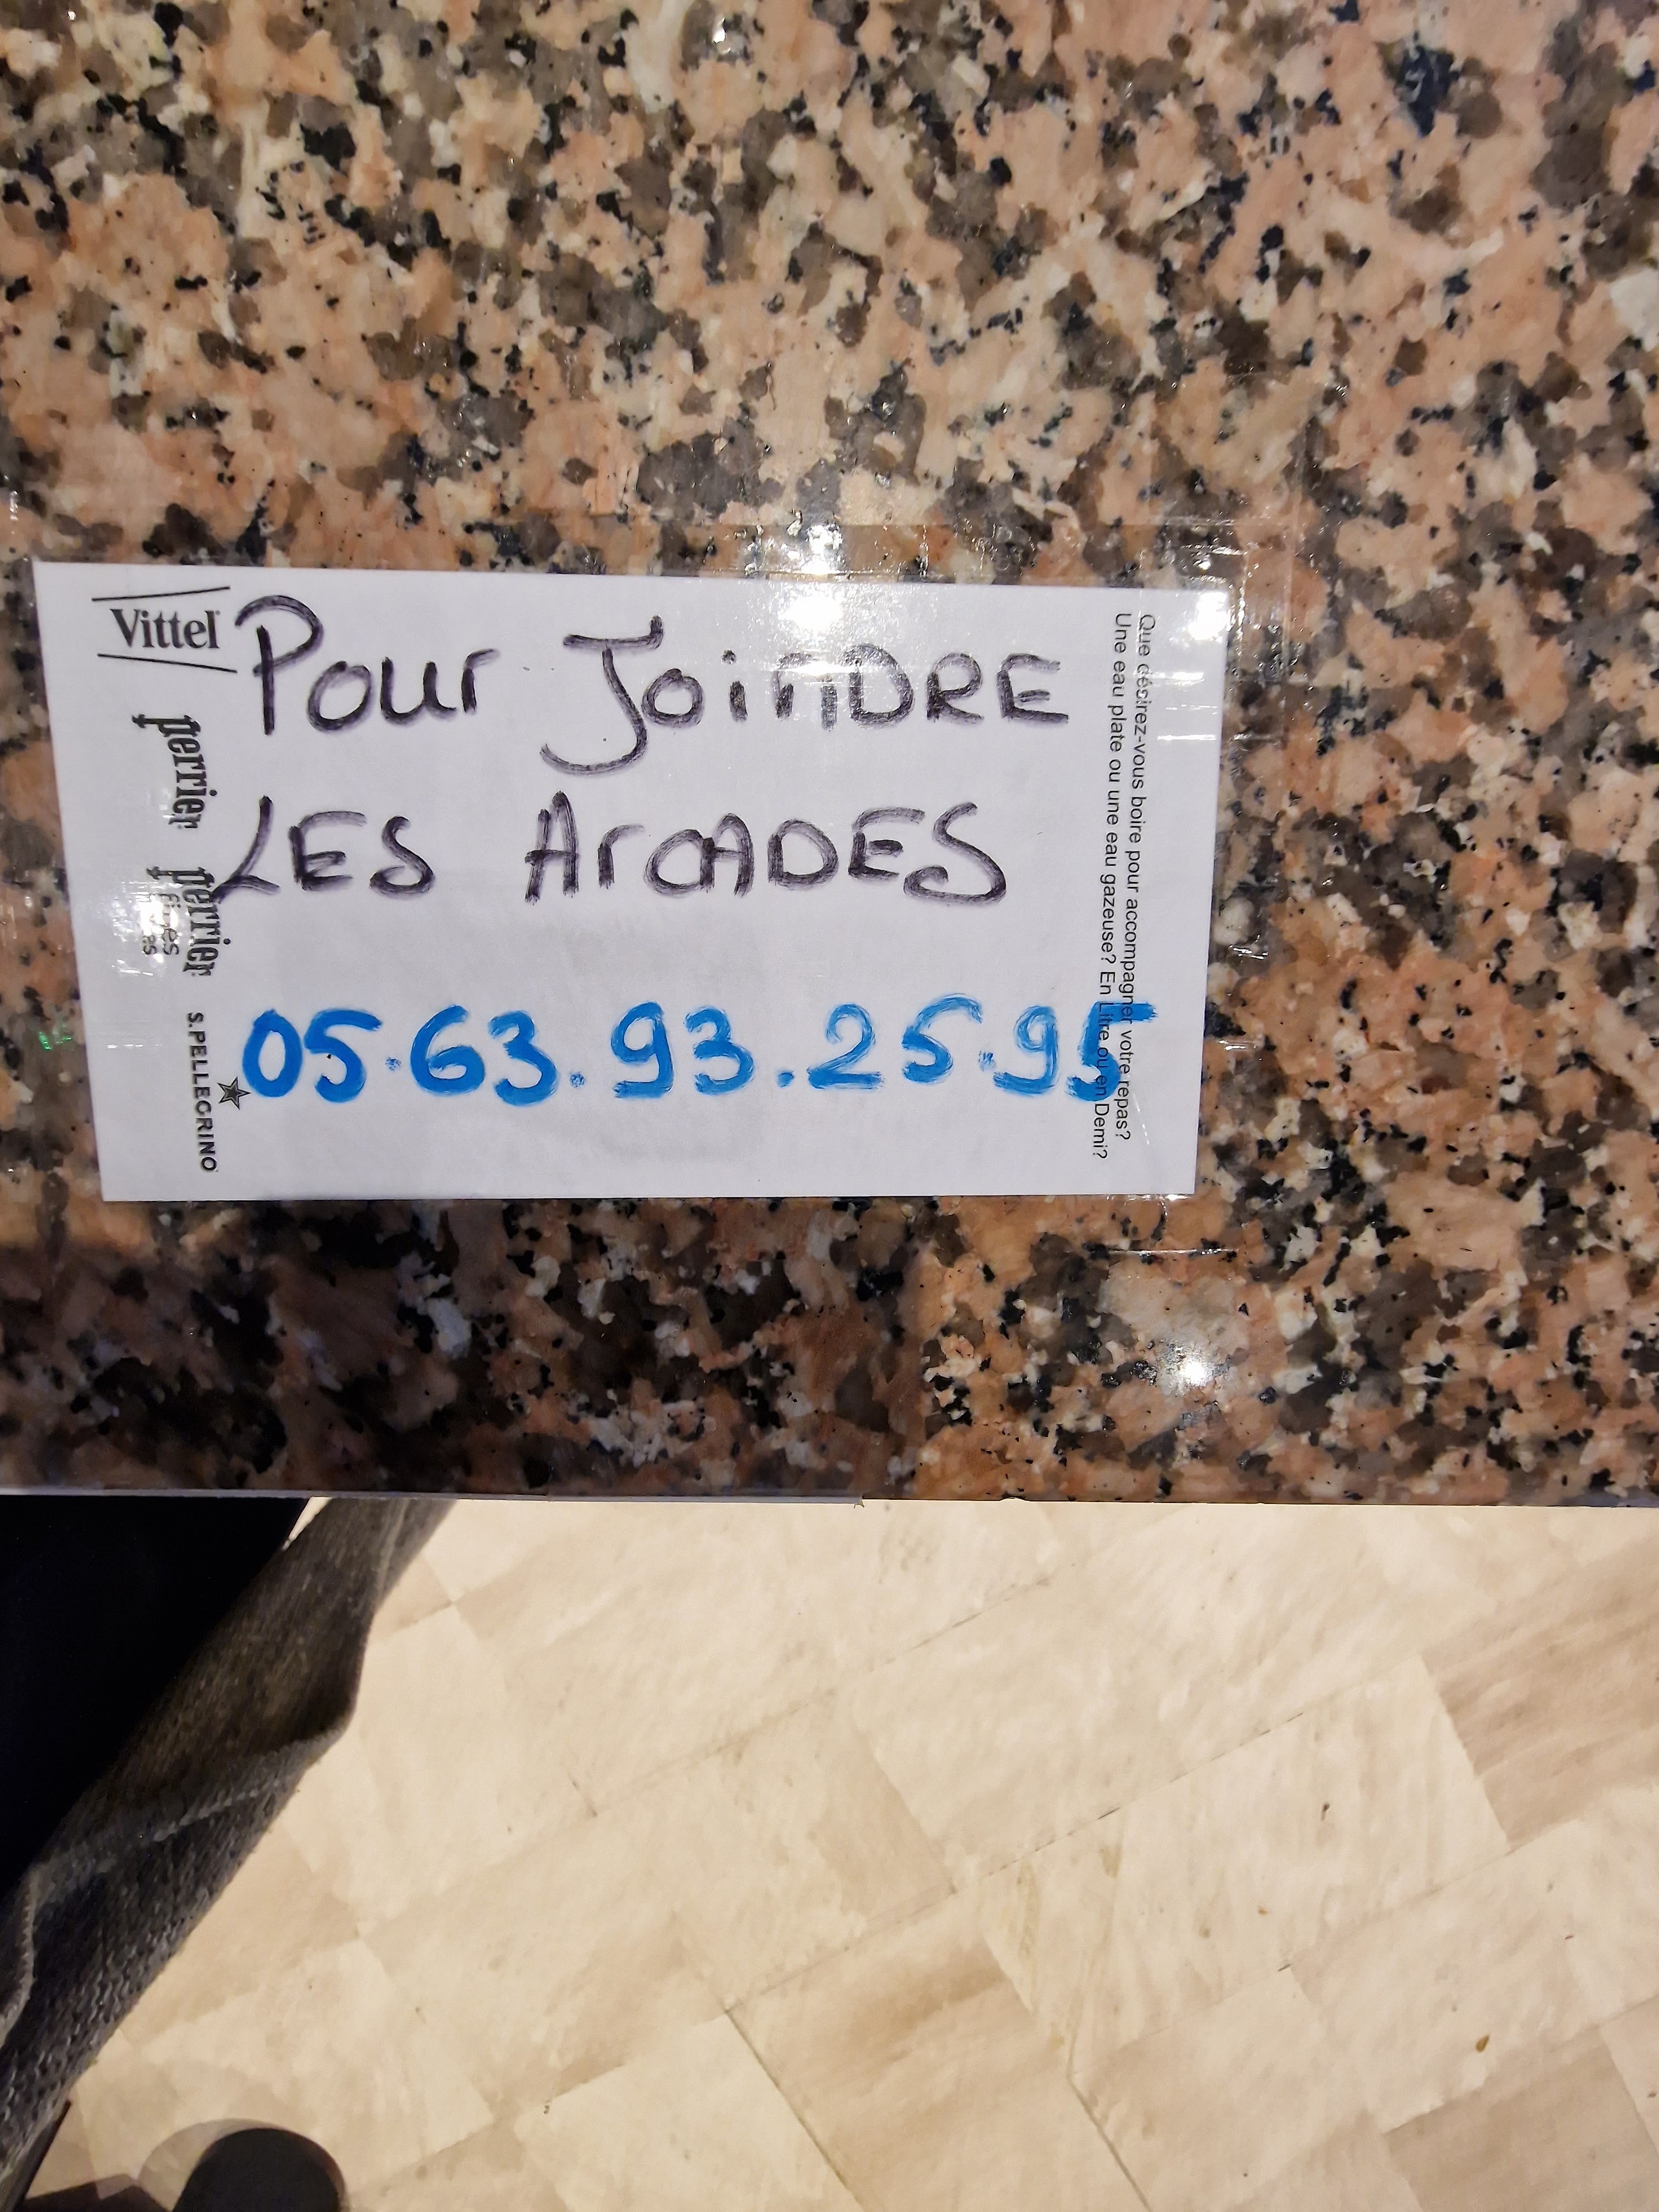 Pour JoinDRE
LES ArCADES
05.63.93.25.95
Vittel
perrier
perrier
fines
S.PELLEGRINO
Que désirez-vous boire pour accompagner votre repas?
Une eau plate ou une eau gazeuse? En Litre ou en Demi?